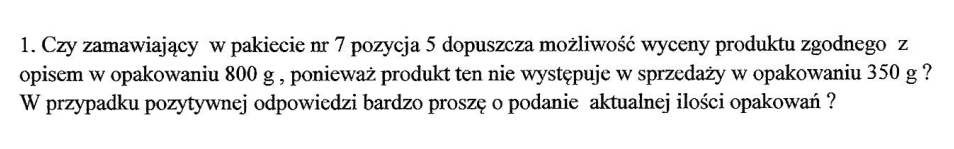 1. Czy zamawiający w pakiecie nr 7 pozycja 5 dopuszcza możliwość wyceny produktu zgodnego z
opisem w opakowaniu 800 g , ponieważ produkt ten nie występuje w sprzedaży w opakowaniu 350 g ?
W przypadku pozytywnej odpowiedzi bardzo proszę o podanie aktualnej ilości opakowań ?